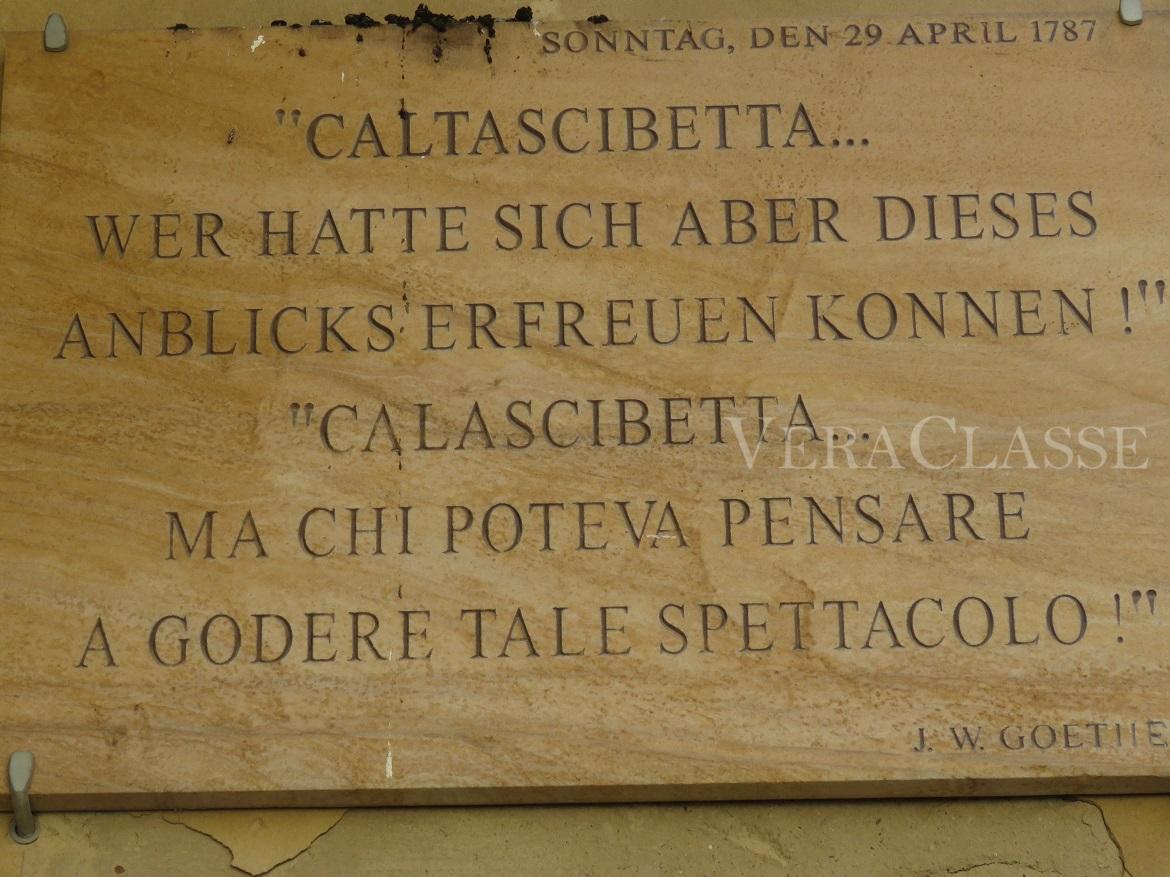 SONNTAG, DEN 29 APRIL 1787
"CALTASCIBETTA...
WER HATTE SICH ABER DIESES
ANBLICKS ERFREUEN KONNEN !"
"CALASCIBETTA...
VERACLASSE
MA CHI POTEVA PENSARE
A GODERE TALE SPETTACOLO !"
J. W. GOETHE